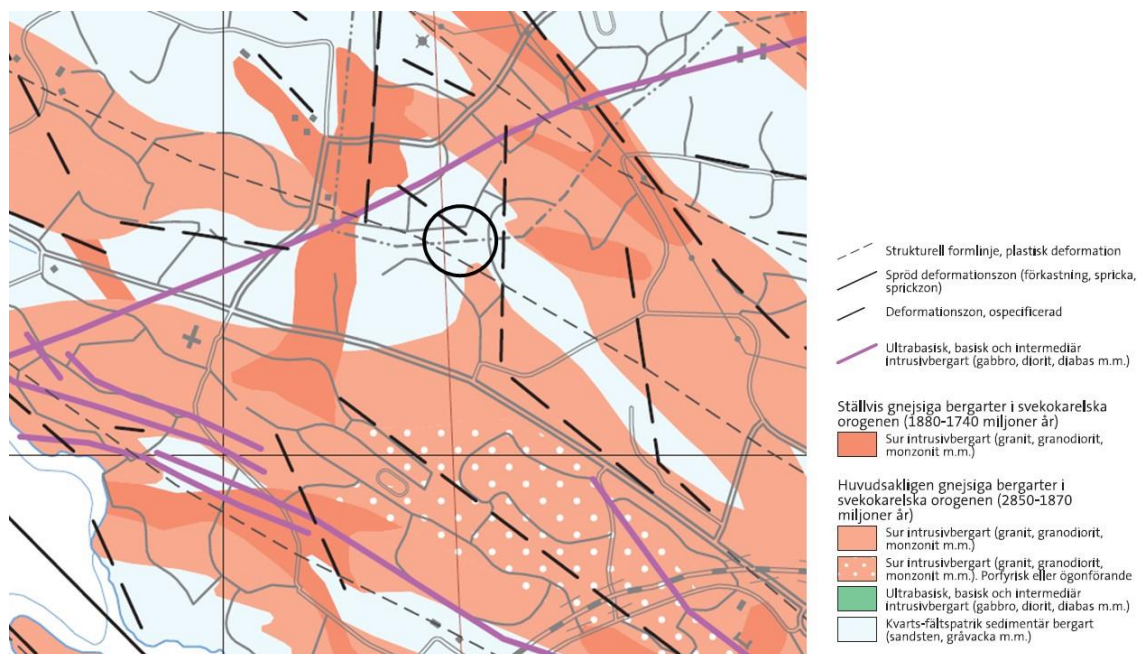 Strukturell formlinje, plastisk deformation
Spröd deformationszon (förkastning, spricka,
sprickzon)
Deformationszon, ospecificerad
Ultrabasisk, basisk och intermediär
intrusivbergart (gabbro, diorit, diabas m.m.)
Ställvis gnejsiga bergarter i svekokarelska
orogenen (1880-1740 miljoner år)
Sur intrusivbergart (granit, granodiorit,
monzonit m.m.)
Huvudsakligen gnejsiga bergarter i
svekokarelska orogenen (2850-1870
miljoner år)
Sur intrusivbergart (granit, granodiorit,
monzonit m.m.)
Sur intrusivbergart (granit, granodiorit,
monzonit m.m.). Porfyrisk eller ögonförande
Ultrabasisk, basisk och intermediär
intrusivbergart (gabbro, diorit, diabas m.m.)
Kvarts-fältspatrik sedimentär bergart
(sandsten, gråvacka m.m.)